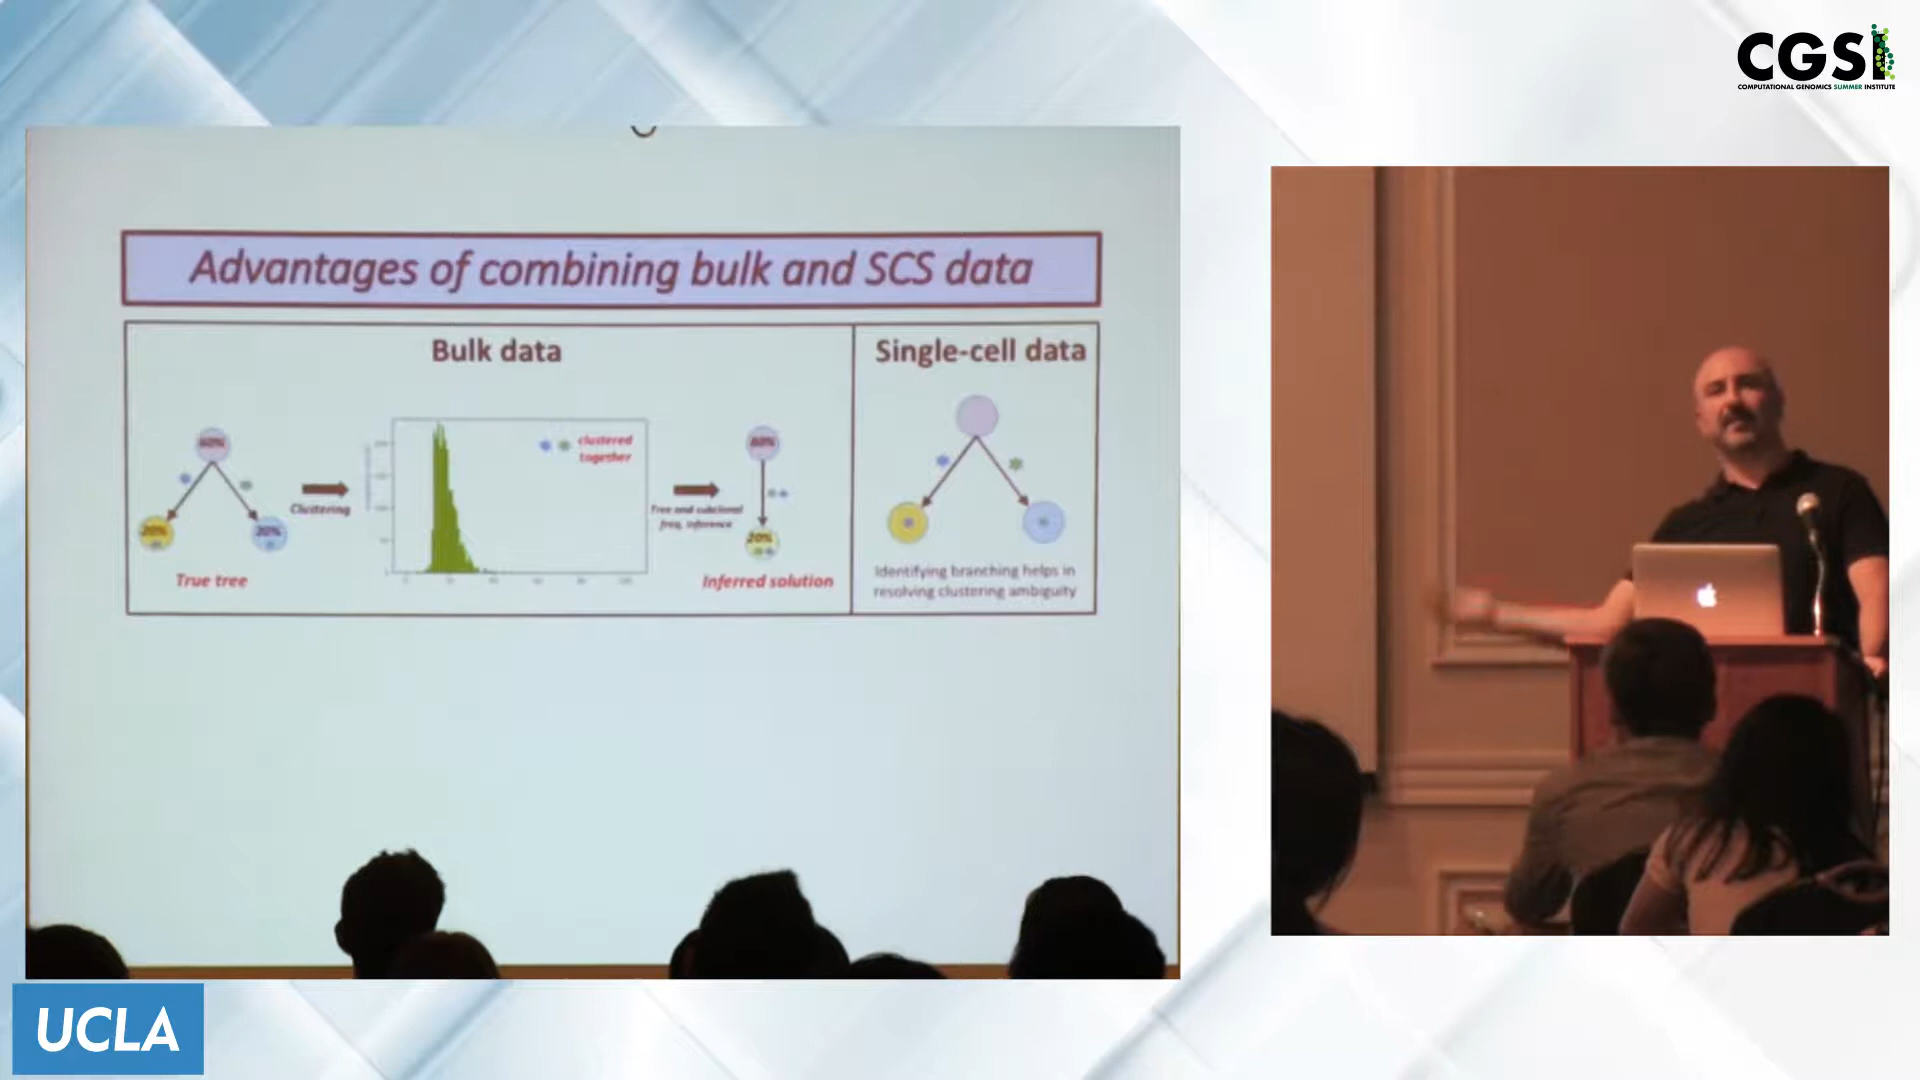 CGSI
COMPUTATIONAL GENOMICS SUMMER INSTITUTE
Advantages of combining bulk and SCS data
Bulk data
Single-cell data
60%
20%
20%
True tree
Clustering
clustered
together
Tree and subclonal
freq. inference
20%
Inferred solution
Identifying branching helps in
resolving clustering ambiguity
UCLA